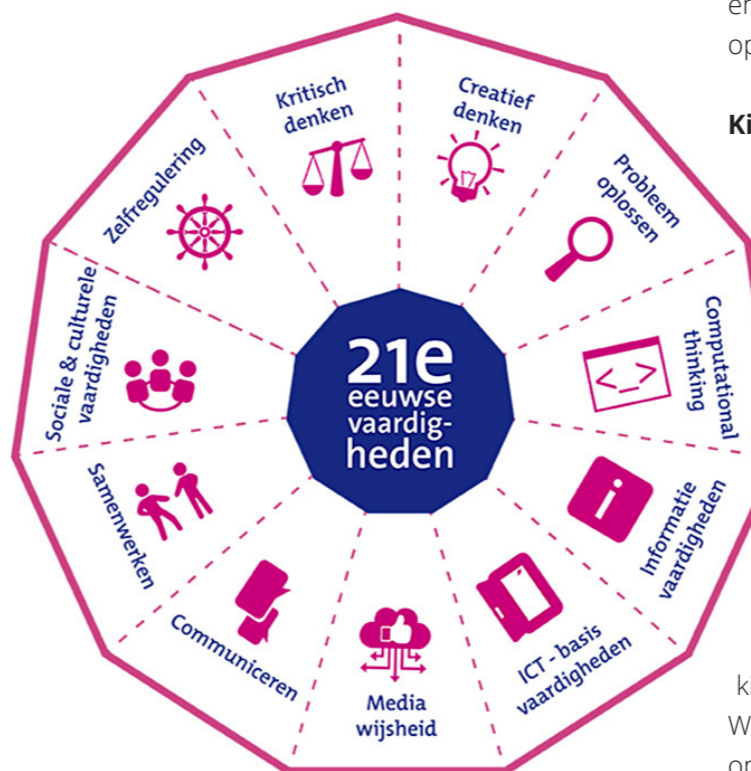 21e
eeuwse
vaardig-
heden
Kritisch
denken
Creatief
denken
Probleem
oplossen
Computational
thinking
Informatie
vaardigheden
ICT - basis
vaardigheden
Media
wijsheid
Communiceren
Samenwerken
Sociale & culturele
vaardigheden
Zelfregulering